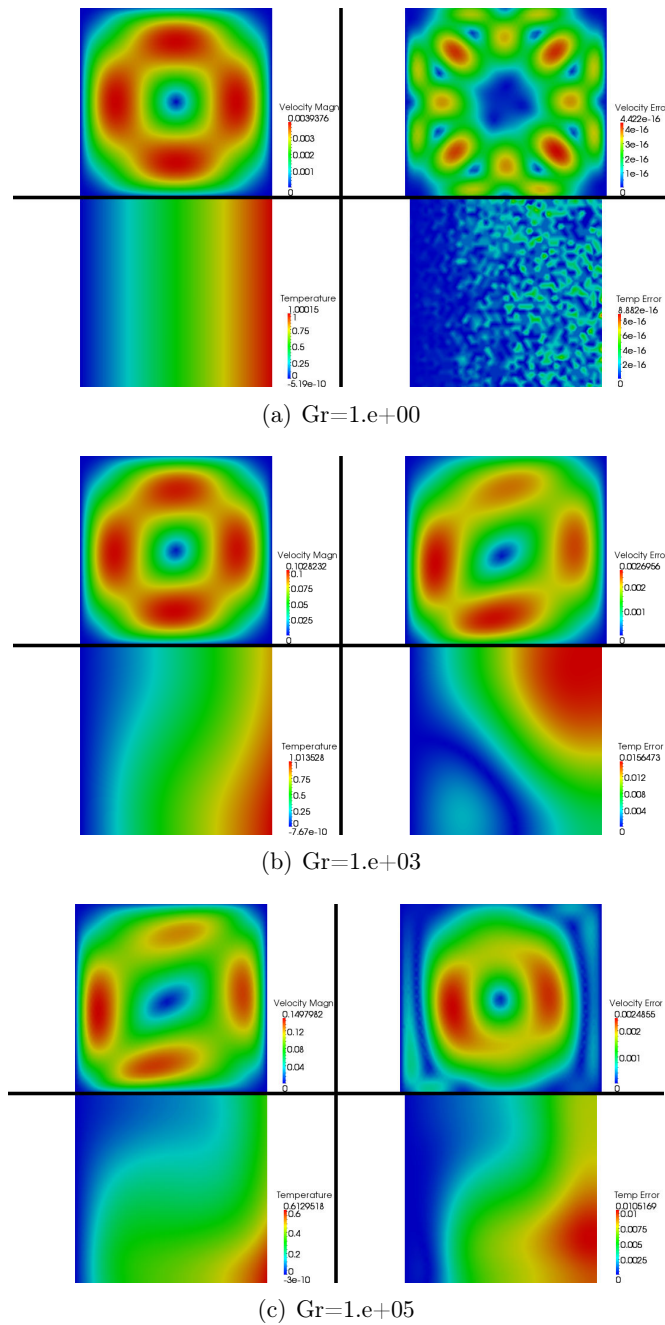 Velocity Magn
0.0039376
0.003
0.002
0.001
0
Velocity Erro
4.422e-16
4e-16
3e-16
2e-16
1e-16
0
Temperature
1.00015
1
0.75
0.5
0.25
0
-5.19e-10
Temp Error
8.882e-16
8e-16
6e-16
4e-16
2e-16
0
(a) Gr=1.e+00
Velocity Magn
0.1028232
0.1
0.075
0.05
0.025
0
Velocity Erro
0.0026956
0.002
0.001
0
Temperature
1.013528
1
0.75
0.5
0.25
0
-7.67e-10
Temp Error
0.0156473
0.012
0.008
0.004
0
(b) Gr=1.e+03
Velocity Magn
0.1497982
0.12
0.08
0.04
0
Velocity Error
0.0024855
0.002
0.001
0
Temperature
0.6129518
0.6
0.4
0.2
0
-3e-10
Temp Error
0.0105169
0.01
0.0075
0.005
0.0025
0
(c) Gr=1.e+05